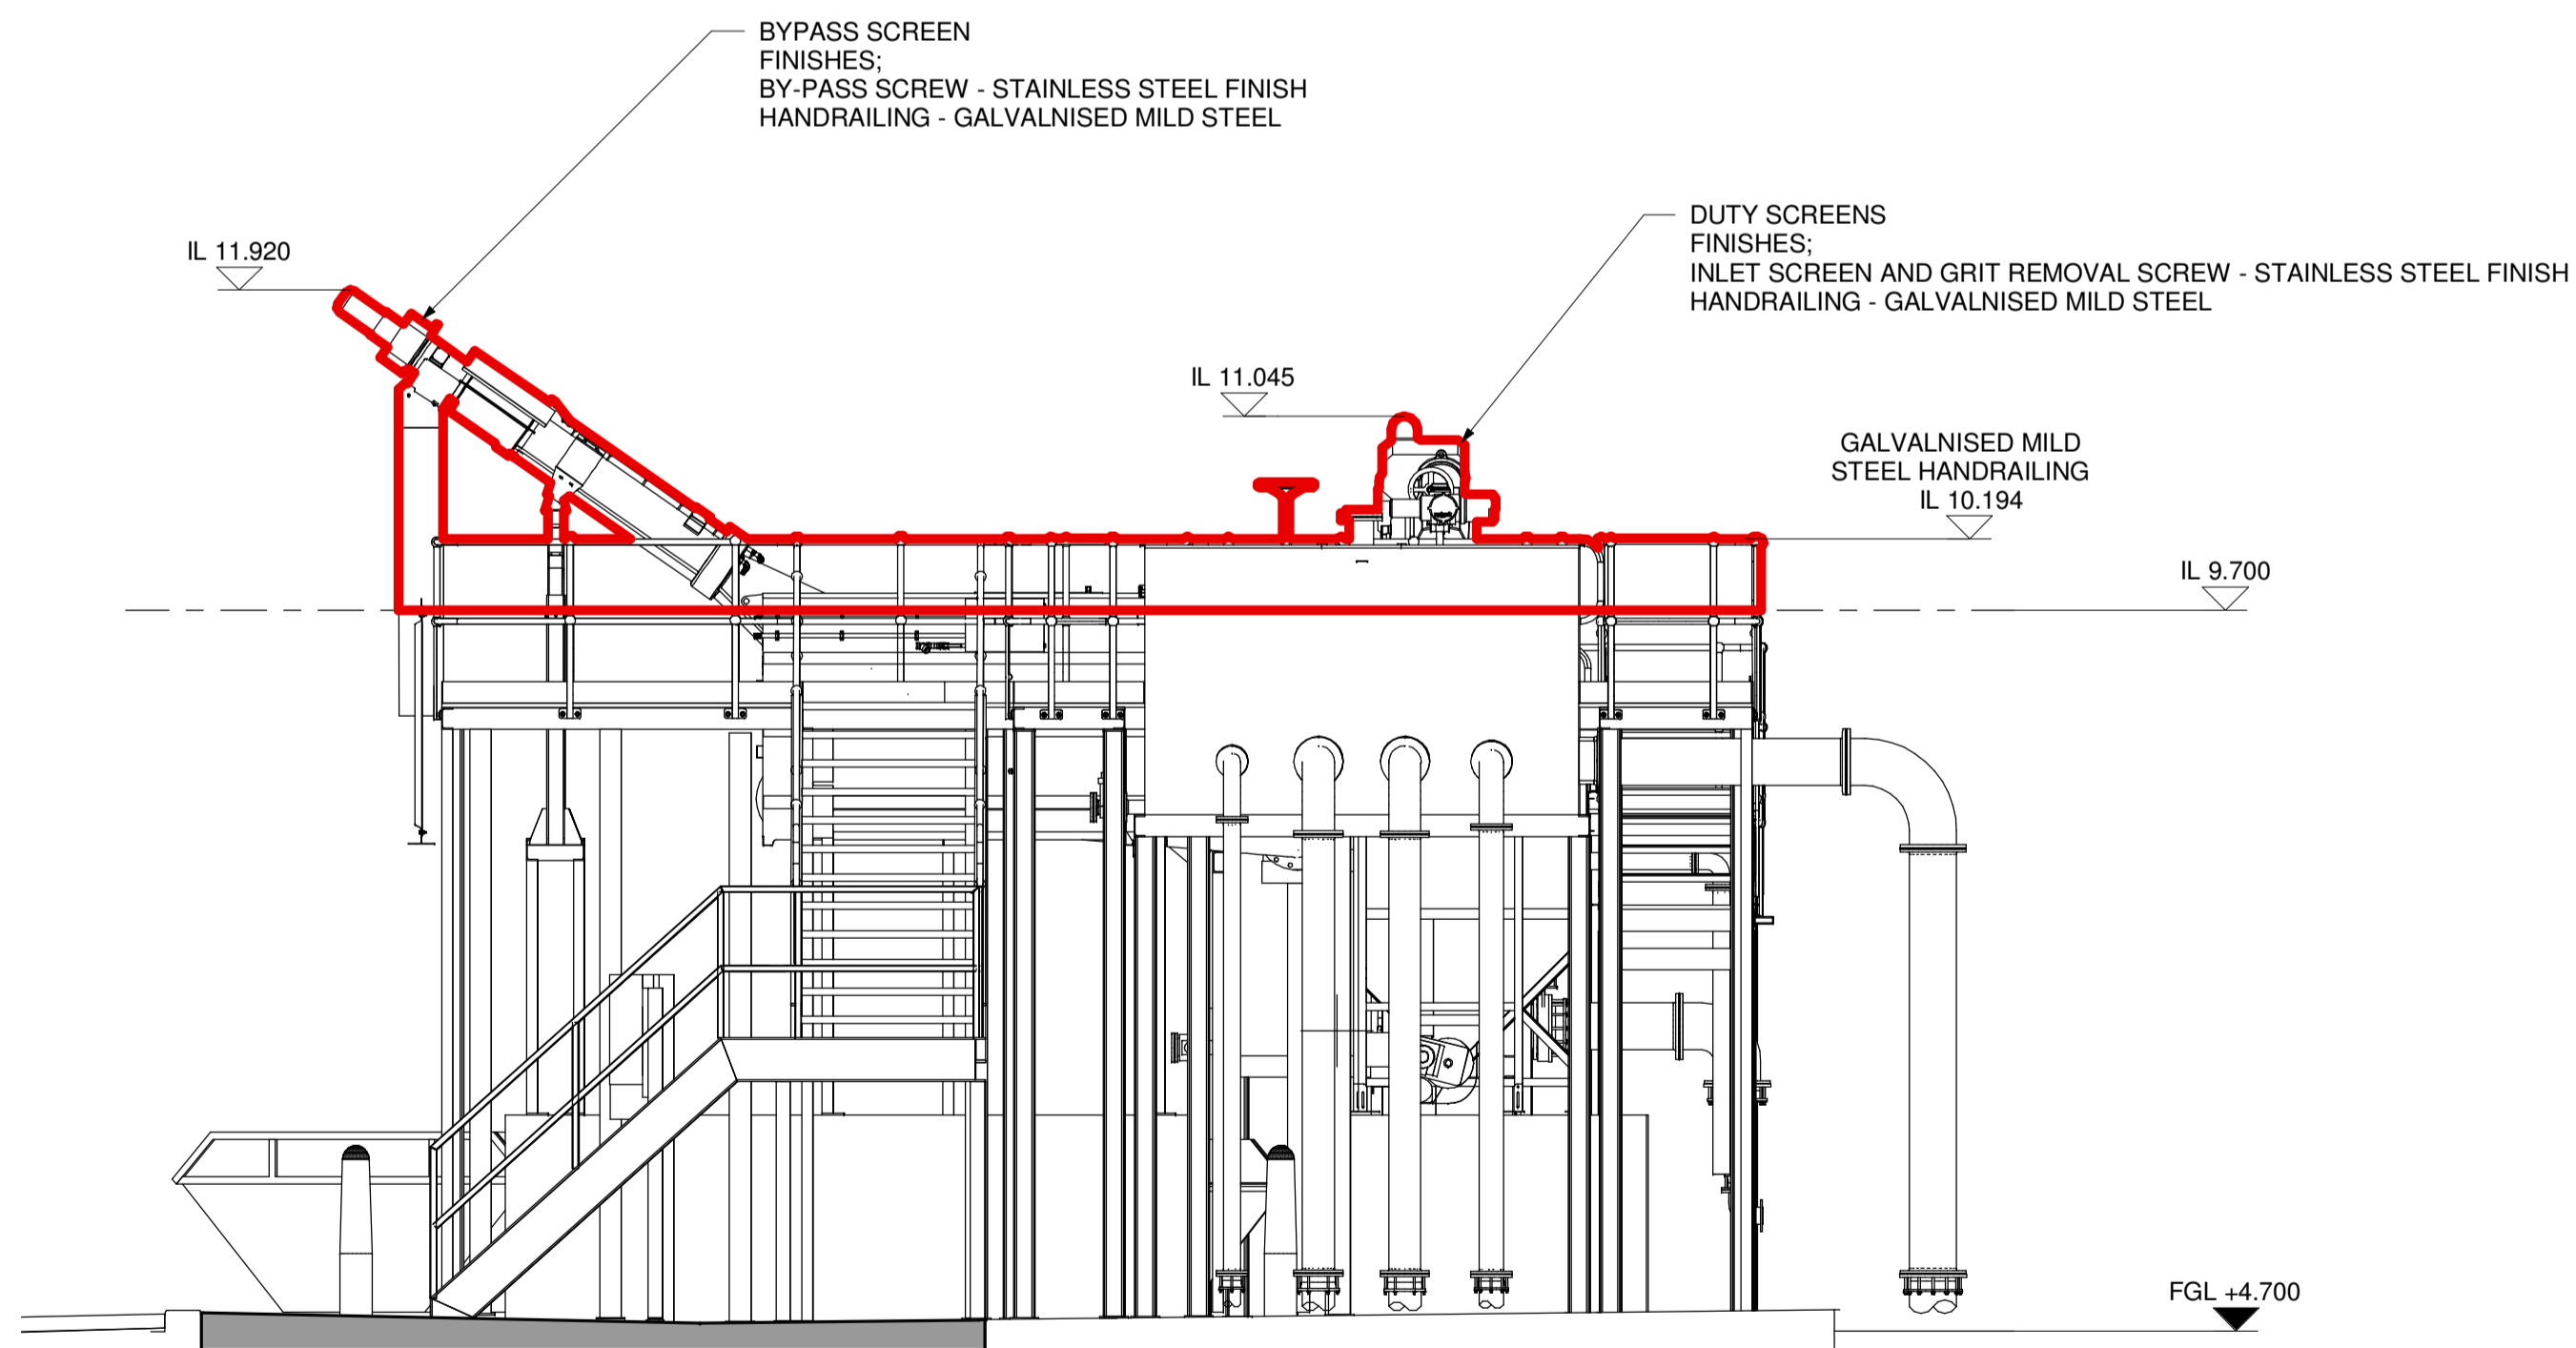 BYPASS SCREEN
FINISHES;
BY-PASS SCREW - STAINLESS STEEL FINISH
HANDRAILING - GALVALNISED MILD STEEL
DUTY SCREENS
FINISHES;
INLET SCREEN AND GRIT REMOVAL SCREW - STAINLESS STEEL FINISH
HANDRAILING - GALVALNISED MILD STEEL
IL 11.920
IL 11.045
GALVALNISED MILD
STEEL HANDRAILING
IL 10.194
IL 9.700
FGL +4.700